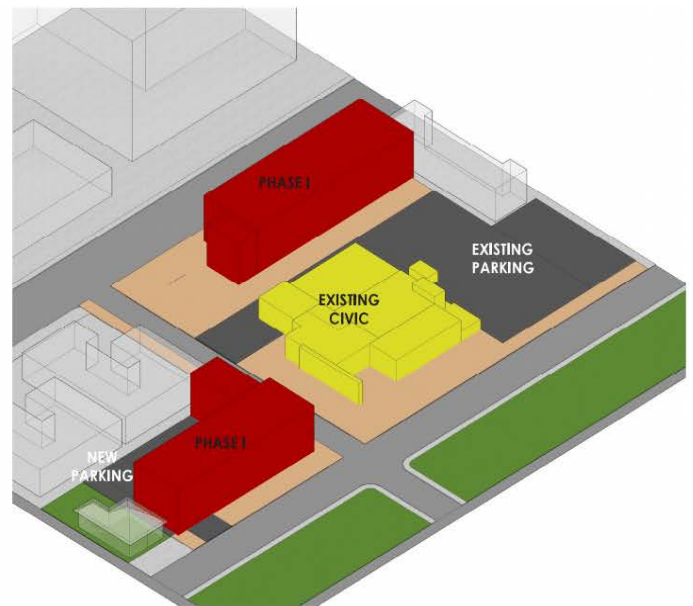 PHASE I
EXISTING
PARKING
EXISTING
CIVIC
PHASE I
NEW
PARKING